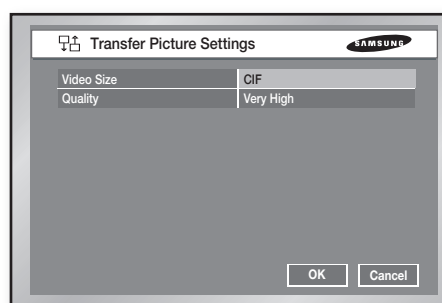 Transfer Picture Settings
SAMSUNG
Video Size CIF
Quality Very High
OK Cancel